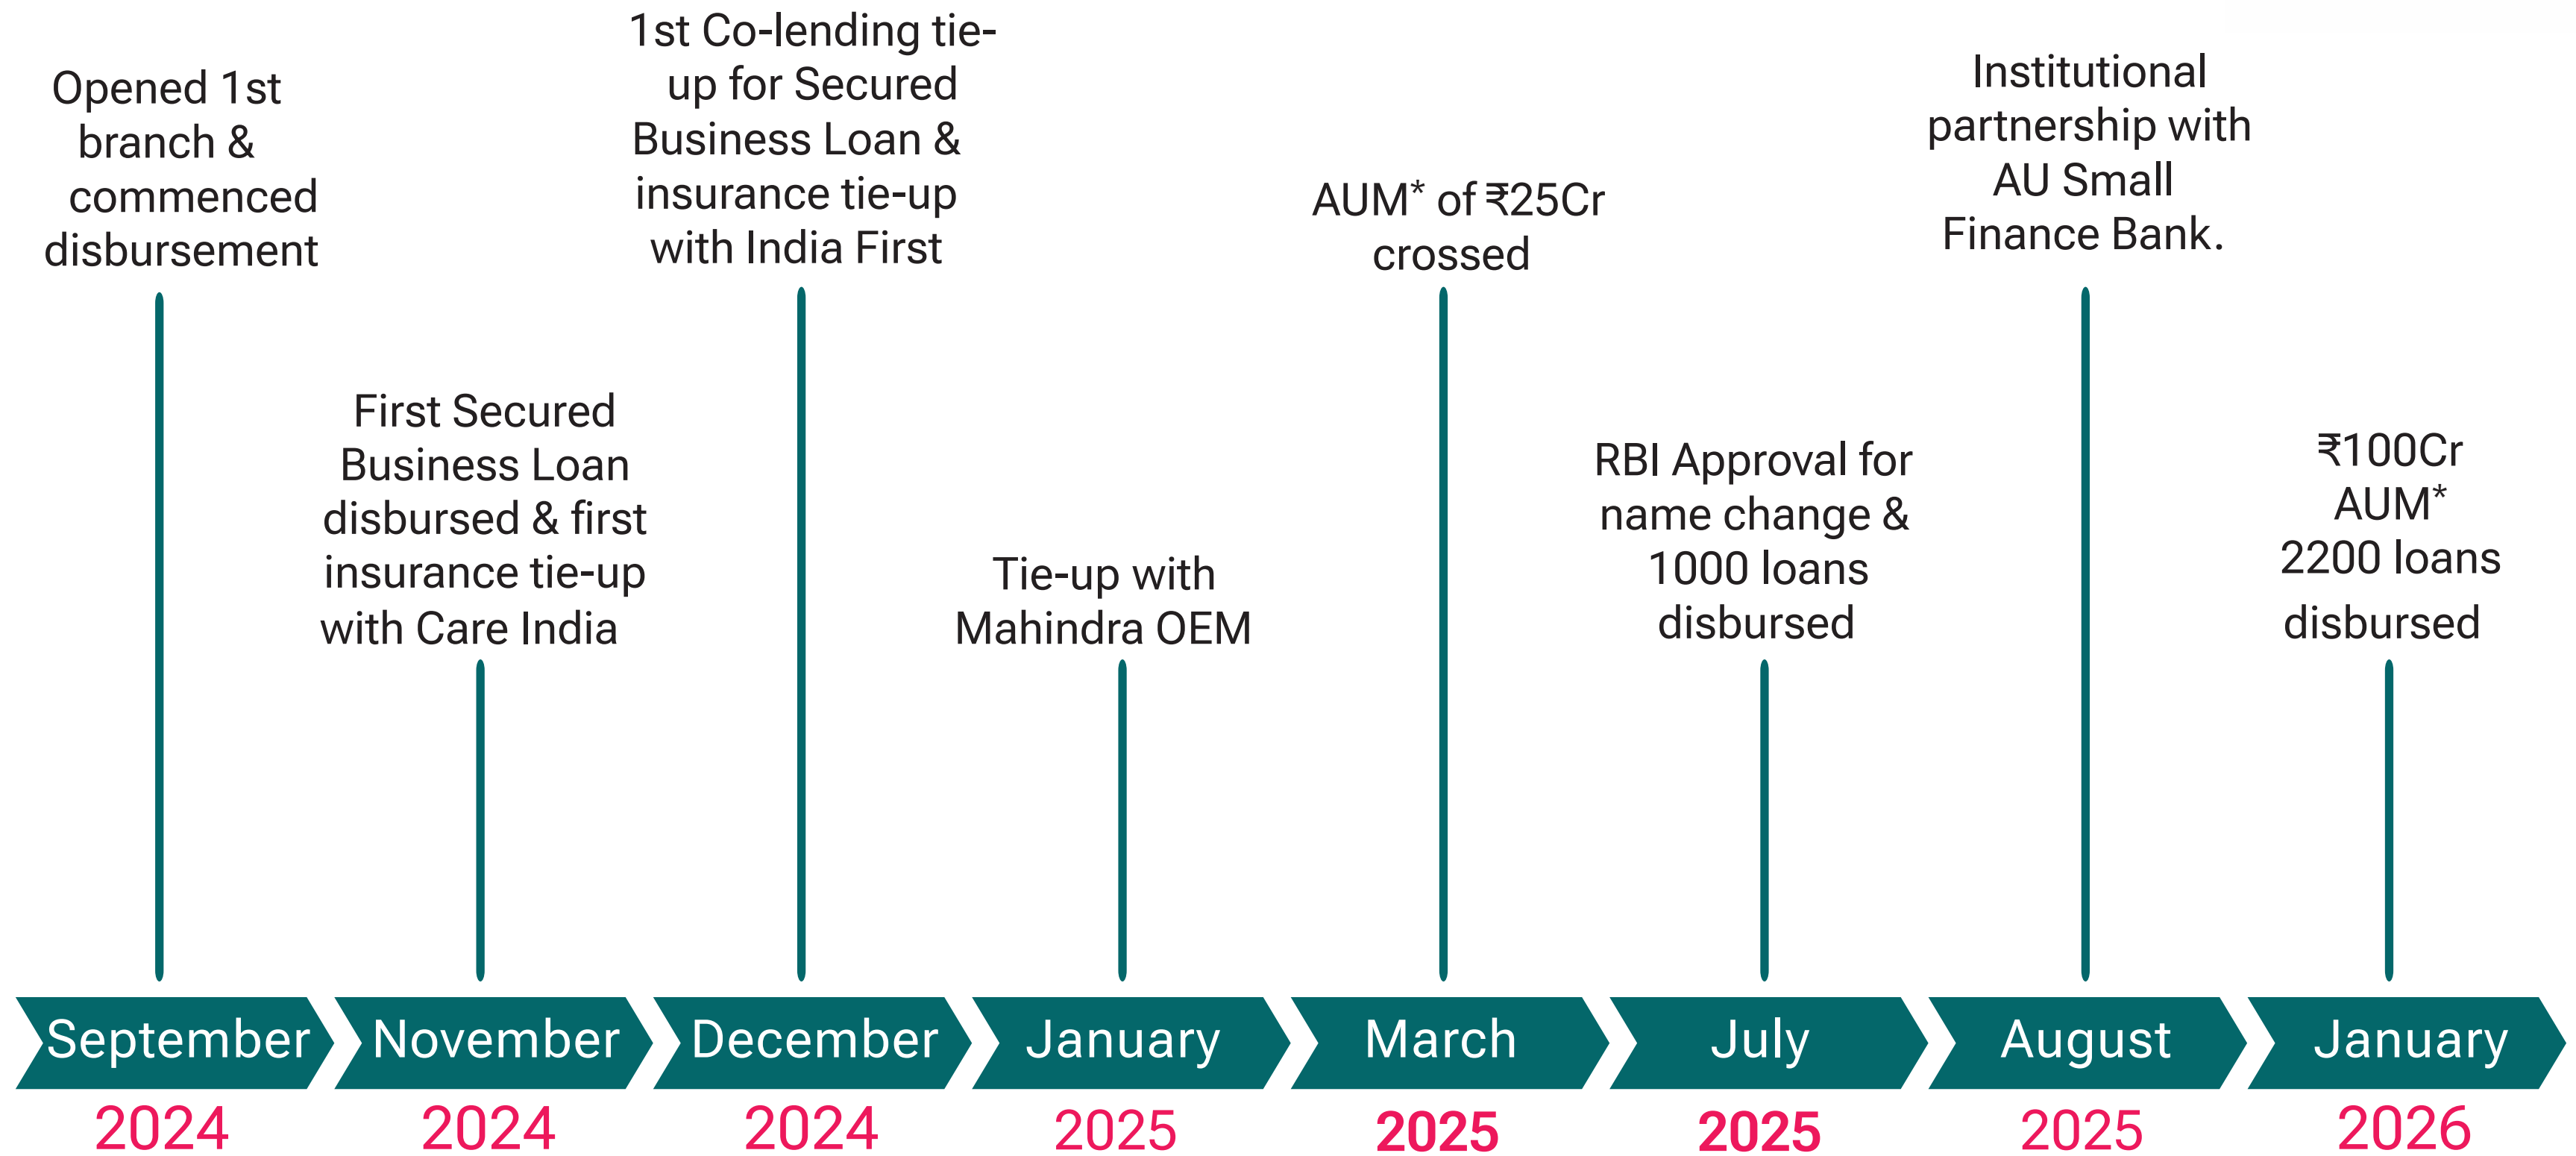 Opened 1st
branch &
commenced
disbursement
First Secured
Business Loan
disbursed & first
insurance tie-up
with Care India
1st Co-lending tie-
up for Secured
Business Loan &
insurance tie-up
with India First
Tie-up with
Mahindra OEM
AUM* of ₹25Cr
crossed
RBI Approval for
name change &
1000 loans
disbursed
Institutional
partnership with
AU Small
Finance Bank.
₹100Cr
AUM*
2200 loans
disbursed
September
November
December
January
March
July
August
January
2024
2024
2024
2025
2025
2025
2025
2026